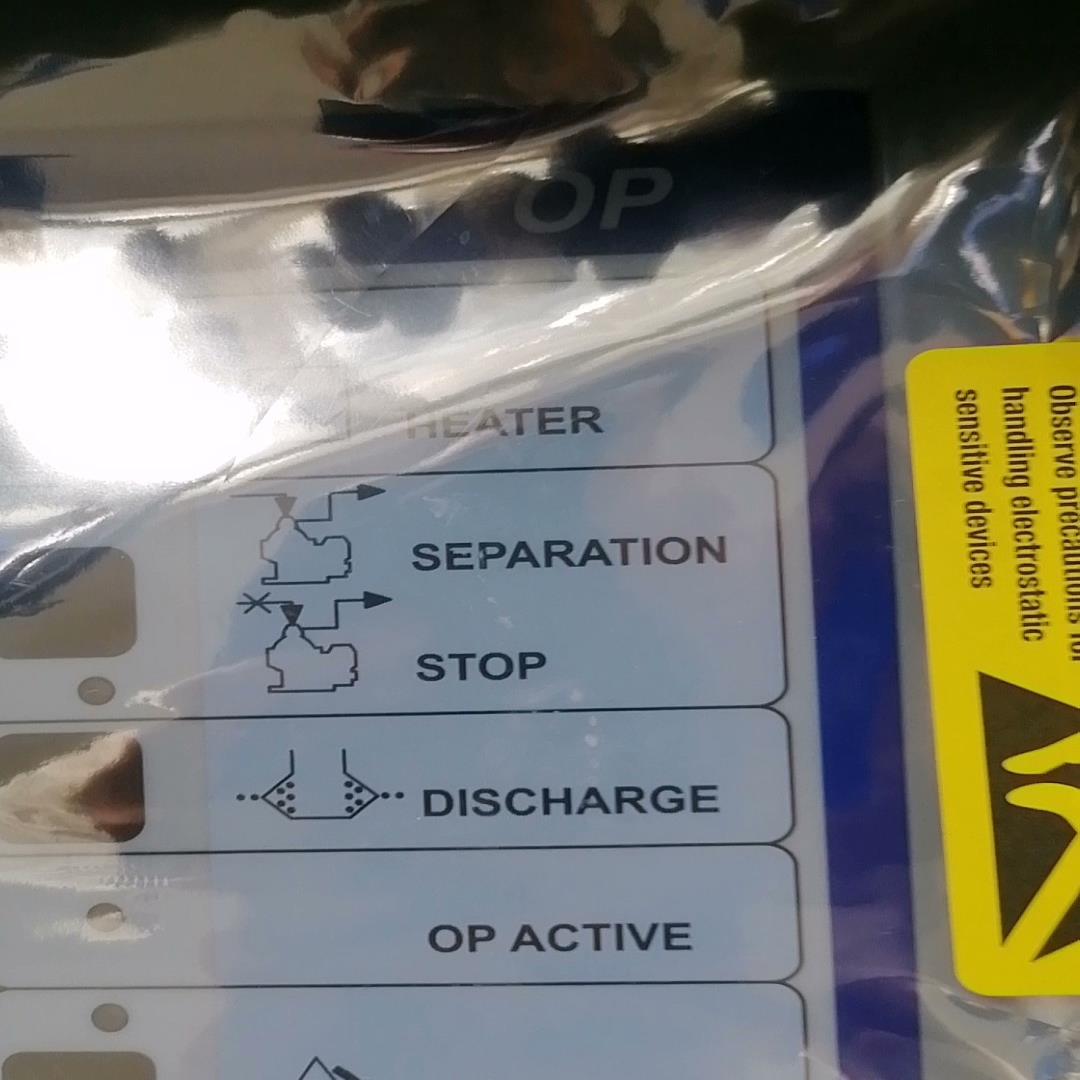 OP
HEATER
SEPARATION
STOP
DISCHARGE
OP ACTIVE
Observe precautions for
handling electrostatic
sensitive devices